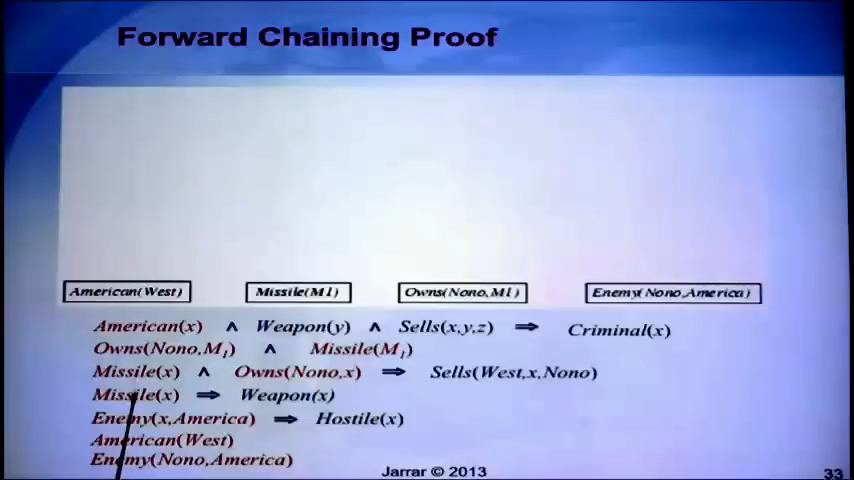 Forward Chaining Proof
American(West) Missile(M1) Owns(Nono,M1) Enemy(Nono,America)
American(x) ∧ Weapon(y) ∧ Sells(x,y,z) ⇒ Criminal(x)
Owns(Nono,M₁) ∧ Missile(M₁)
Missile(x) ∧ Owns(Nono,x) ⇒ Sells(West,x,Nono)
Missile(x) ⇒ Weapon(x)
Enemy(x,America) ⇒ Hostile(x)
American(West)
Enemy(Nono,America)
Jarrar © 2013 33